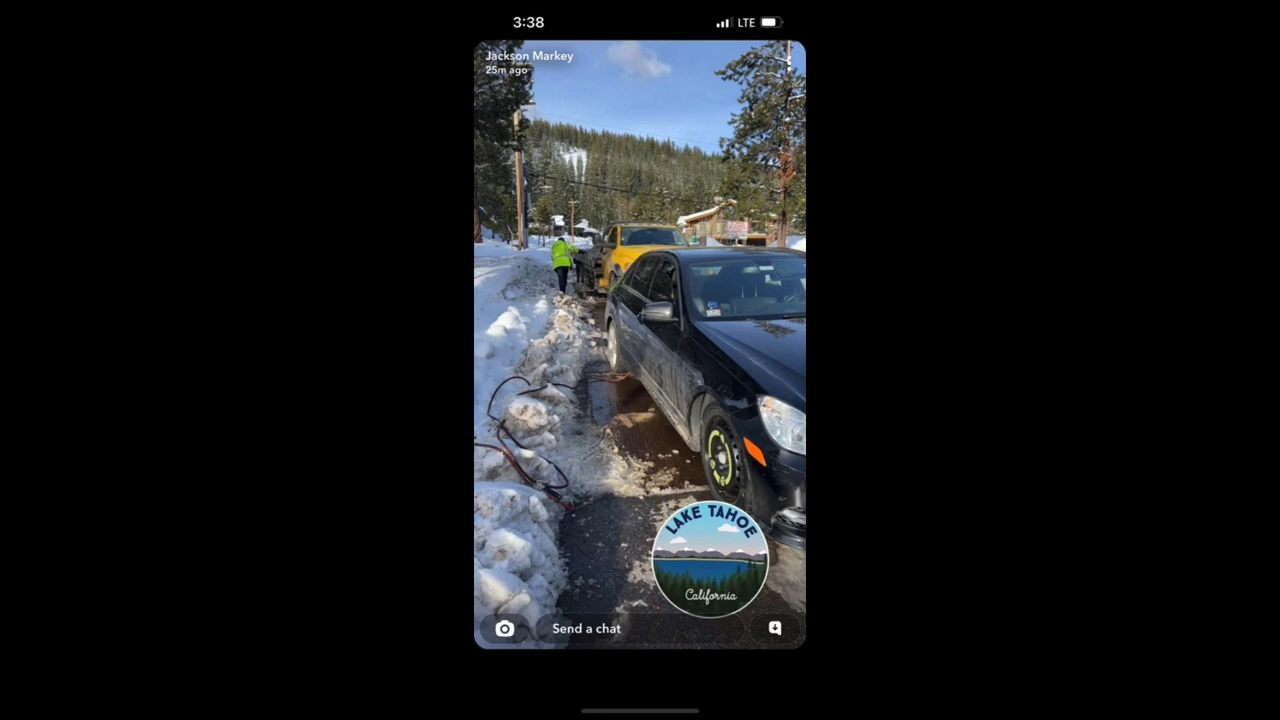 3:38
LTE
Jackson Markey
25m ago
LAKE TAHOE
California
Send a chat